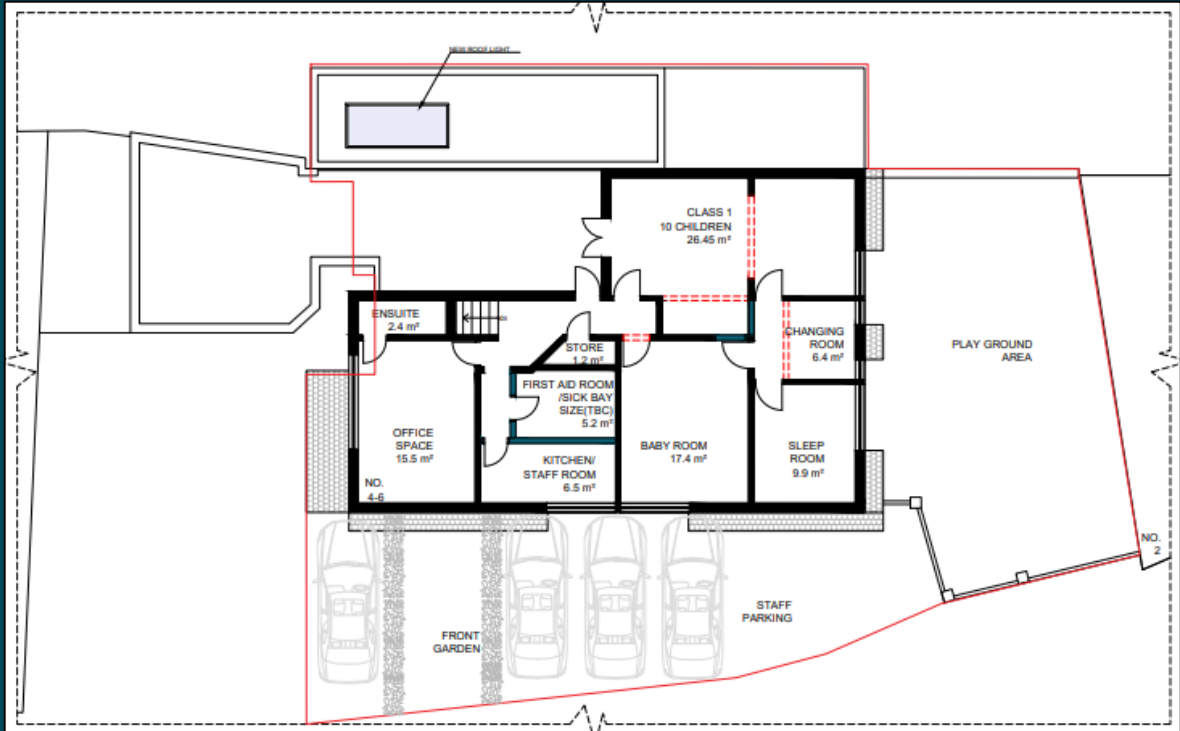 NEW ROOF LIGHT
CLASS 1
10 CHILDREN
26.45 m²
ENSUITE
2.4 m²
STORE
1.2 m²
CHANGING
ROOM
6.4 m²
PLAY GROUND
AREA
FIRST AID ROOM
/SICK BAY
SIZE(TBC)
5.2 m²
OFFICE
SPACE
15.5 m²
BABY ROOM
17.4 m²
SLEEP
ROOM
9.9 m²
KITCHEN/
STAFF ROOM
6.5 m²
NO.
4-6
NO.
2
STAFF
PARKING
FRONT
GARDEN